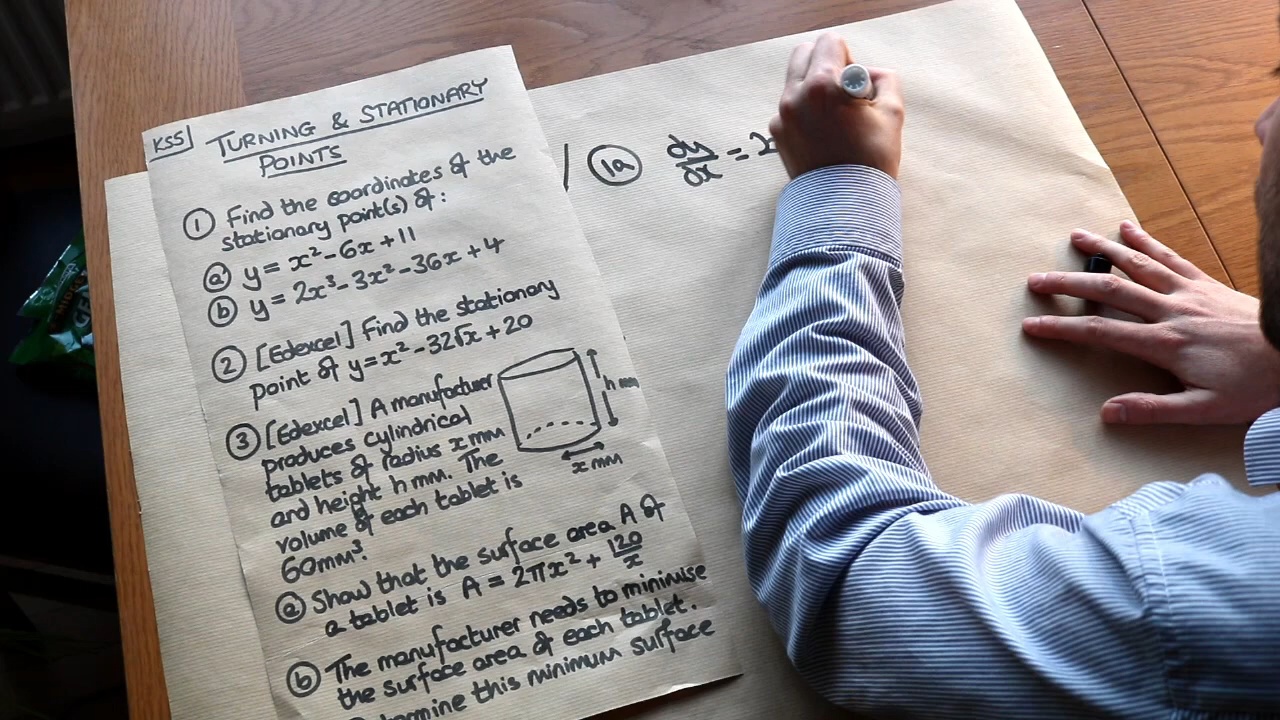 KS5
TURNING & STATIONARY
POINTS
① Find the coordinates of the
stationary point(s) of:
ⓐ y = x² - 6x + 11
ⓑ y = 2x³ - 3x² - 36x + 4
② [Edexcel] Find the stationary
point of y = x² - 32√x + 20
③ [Edexcel] A manufacturer
produces cylindrical
tablets of radius x mm
and height h mm. The
volume of each tablet is
60mm³.
h mm
x mm
ⓐ Show that the surface area A of
a tablet is A = 2πx² + 120/x
ⓑ The manufacturer needs to minimise
the surface area of each tablet.
this minimum surface
1a dy/dx = 2